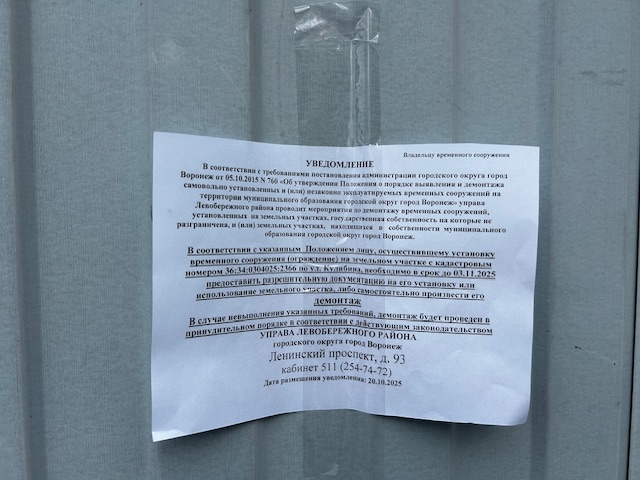 Владельцу временного сооружения
УВЕДОМЛЕНИЕ
В соответствии с требованиями постановления администрации городского округа город
Воронеж от 05.10.2015 N 760 «Об утверждении Положения о порядке выявления и демонтажа
самовольно установленных и (или) незаконно эксплуатируемых временных сооружений на
территории муниципального образования городской округ город Воронеж» управа
Левобережного района проводит мероприятия по демонтажу временных сооружений,
установленных на земельных участках, государственная собственность на которые не
разграничена, и (или) земельных участках, находящихся в собственности муниципального
образования городской округ город Воронеж.
В соответствии с указанным Положением лицу, осуществившему установку
временного сооружения (ограждение) на земельном участке с кадастровым
номером 36:34:0304025:2366 по ул. Кулибина, необходимо в срок до 03.11.2025
предоставить разрешительную документацию на его установку или
использование земельного участка, либо самостоятельно произвести его
демонтаж
В случае невыполнения указанных требований, демонтаж будет проведен в
принудительном порядке в соответствии с действующим законодательством
УПРАВА ЛЕВОБЕРЕЖНОГО РАЙОНА
городского округа город Воронеж
Ленинский проспект, д. 93
кабинет 511 (254-74-72)
Дата размещения уведомления: 20.10.2025